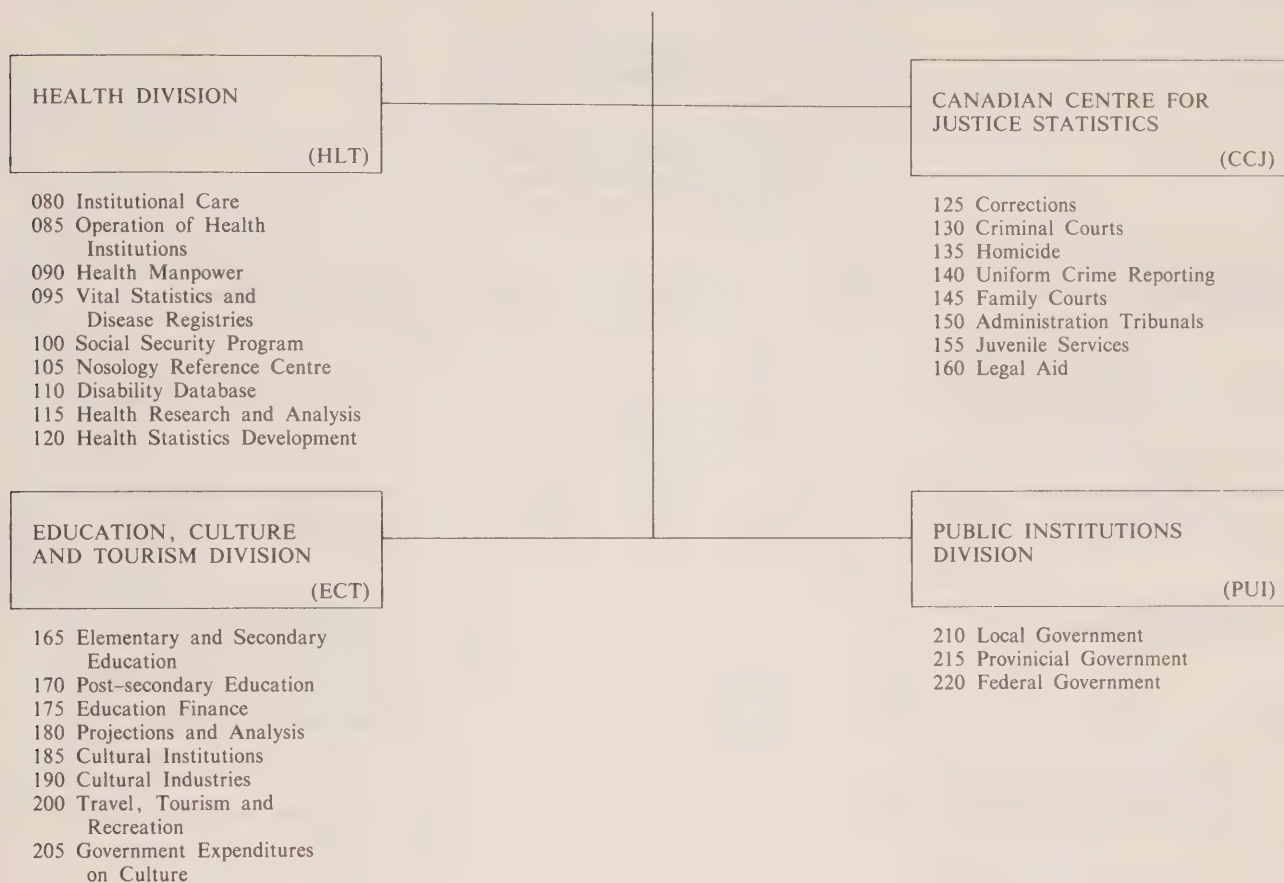 HEALTH DIVISION
(HLT)
080 Institutional Care
085 Operation of Health
Institutions
090 Health Manpower
095 Vital Statistics and
Disease Registries
100 Social Security Program
105 Nosology Reference Centre
110 Disability Database
115 Health Research and Analysis
120 Health Statistics Development
CANADIAN CENTRE FOR
JUSTICE STATISTICS
(CCJ)
125 Corrections
130 Criminal Courts
135 Homicide
140 Uniform Crime Reporting
145 Family Courts
150 Administration Tribunals
155 Juvenile Services
160 Legal Aid
EDUCATION, CULTURE
AND TOURISM DIVISION
(ECT)
165 Elementary and Secondary
Education
170 Post-secondary Education
175 Education Finance
180 Projections and Analysis
185 Cultural Institutions
190 Cultural Industries
200 Travel, Tourism and
Recreation
205 Government Expenditures
on Culture
PUBLIC INSTITUTIONS
DIVISION
(PUI)
210 Local Government
215 Provinicial Government
220 Federal Government